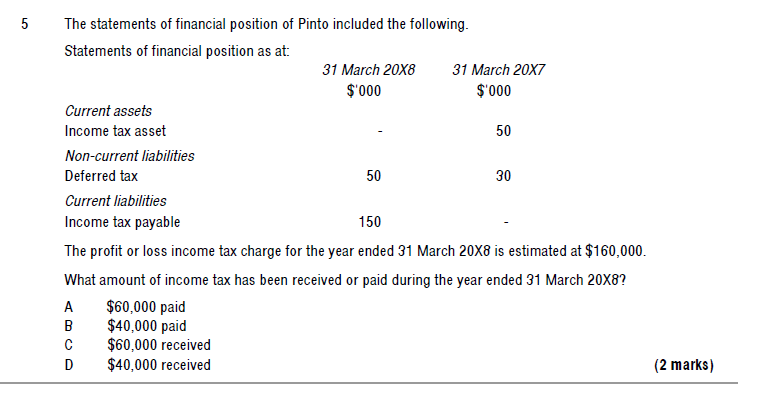 5 The statements of financial position of Pinto included the following.
Statements of financial position as at:
31 March 20X8 31 March 20X7
$'000 $'000
Current assets
Income tax asset - 50
Non-current liabilities
Deferred tax 50 30
Current liabilities
Income tax payable 150 -
The profit or loss income tax charge for the year ended 31 March 20X8 is estimated at $160,000.
What amount of income tax has been received or paid during the year ended 31 March 20X8?
A $60,000 paid
B $40,000 paid
C $60,000 received
D $40,000 received (2 marks)